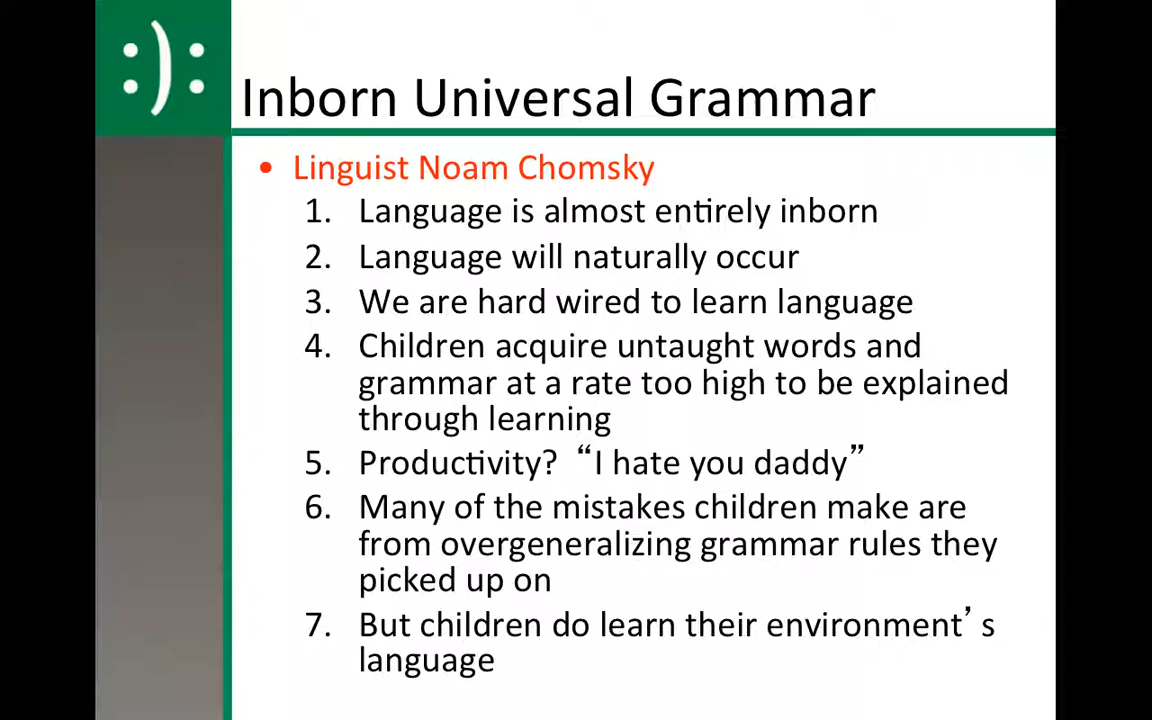 :):
Inborn Universal Grammar
• Linguist Noam Chomsky
1. Language is almost entirely inborn
2. Language will naturally occur
3. We are hard wired to learn language
4. Children acquire untaught words and
grammar at a rate too high to be explained
through learning
5. Productivity? “I hate you daddy”
6. Many of the mistakes children make are
from overgeneralizing grammar rules they
picked up on
7. But children do learn their environment’s
language